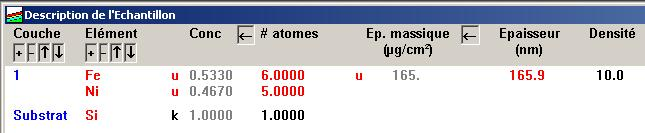 Description de l'Echantillon
Couche Elément Conc ← # atomes Ep. massique ← Epaisseur Densité
+ - ↑ ↓ + - ↑ ↓ (µg/cm²) (nm)
1 Fe u 0.5330 6.0000 u 165. 165.9 10.0
Ni u 0.4670 5.0000
Substrat Si k 1.0000 1.0000